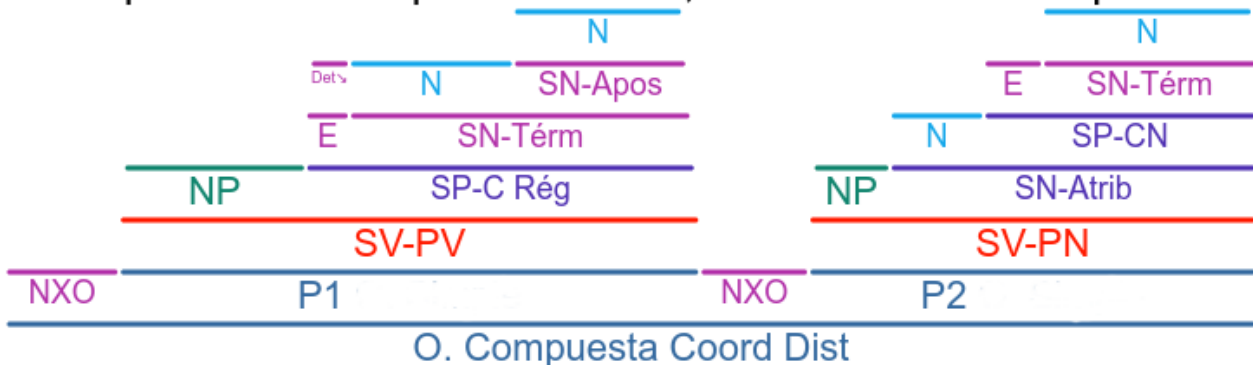 N N
Det↘ N SN-Apos E SN-Térm
E SN-Térm N SP-CN
NP SP-C Rég NP SN-Atrib
SV-PV SV-PN
NXO P1 NXO P2
O. Compuesta Coord Dist